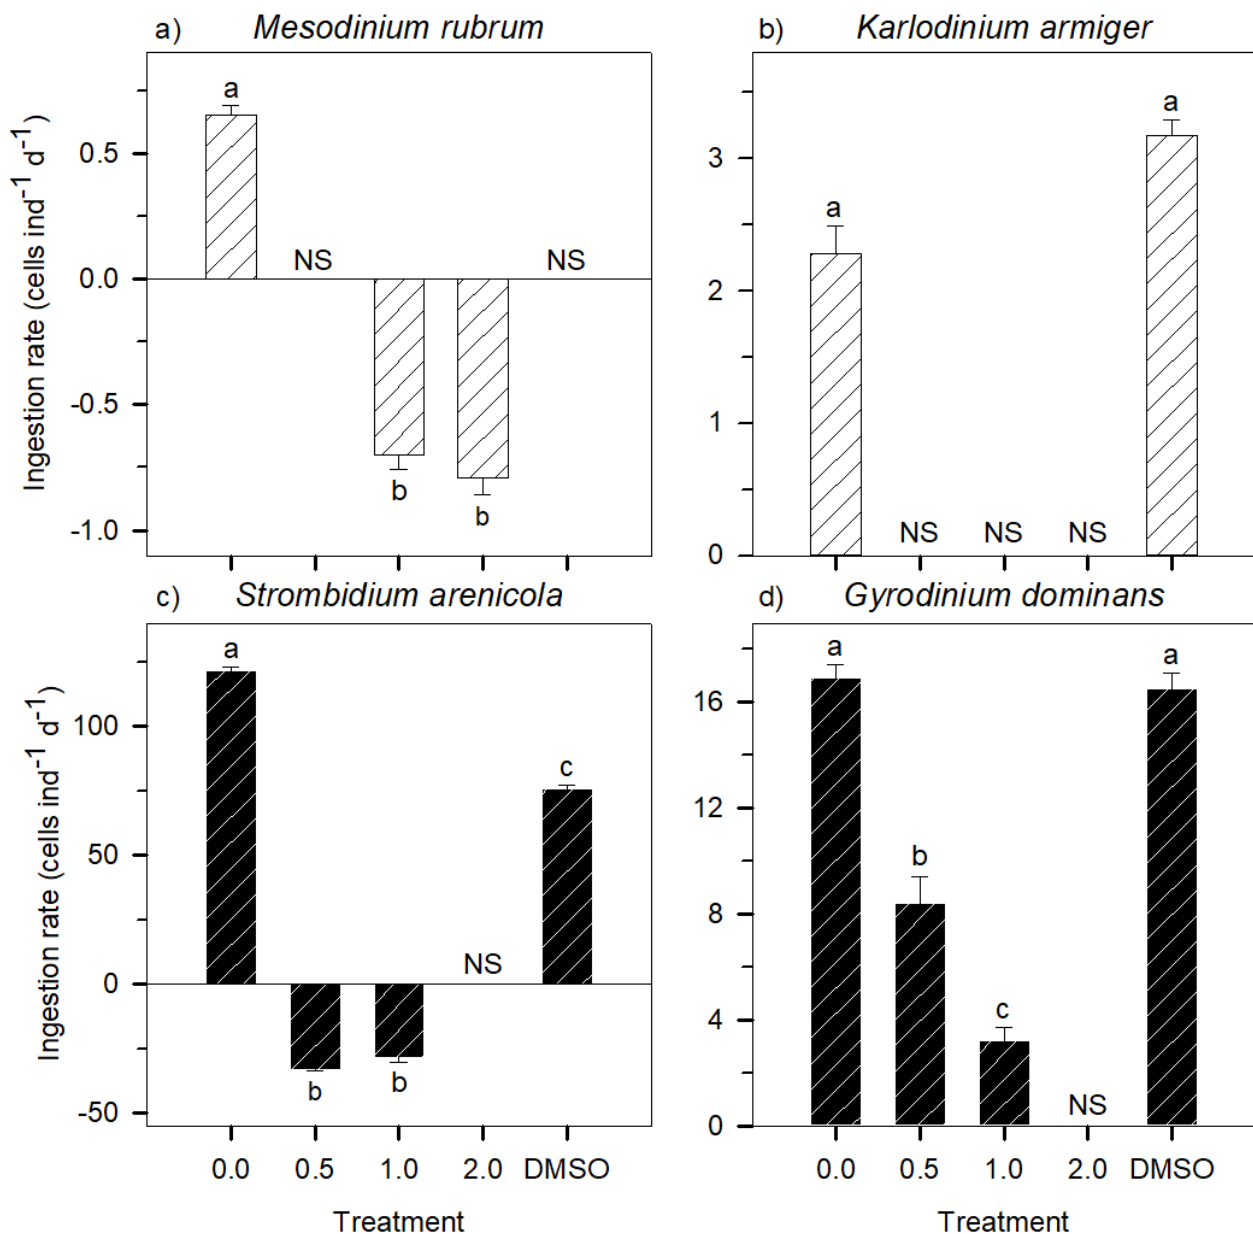 a) Mesodinium rubrum
b) Karlodinium armiger
Ingestion rate (cells ind-1 d-1)
0.5
0.0
-0.5
-1.0
a
NS
b
b
NS
3
2
1
0
a
NS
NS
NS
a
c) Strombidium arenicola
d) Gyrodinium dominans
Ingestion rate (cells ind-1 d-1)
100
50
0
-50
a
b
b
NS
c
16
12
8
4
0
a
b
c
NS
a
0.0 0.5 1.0 2.0 DMSO
0.0 0.5 1.0 2.0 DMSO
Treatment
Treatment